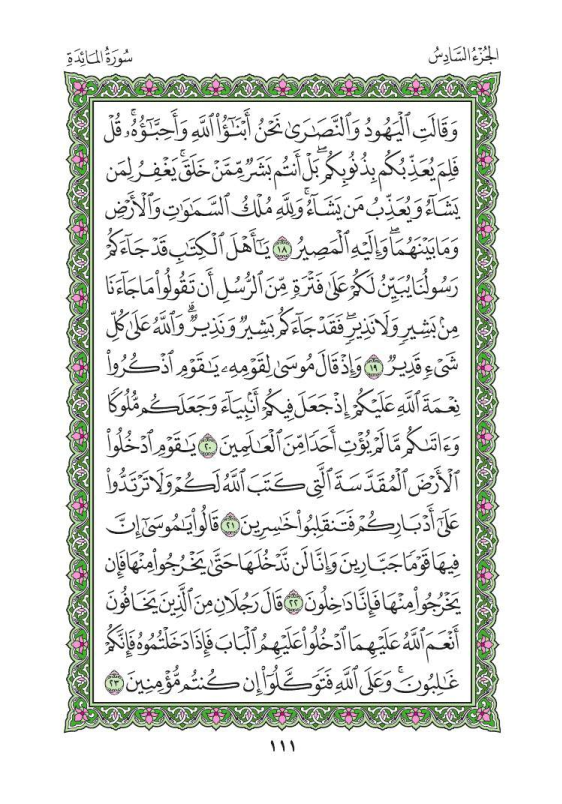 الجُزْءُ السَّادِسُ
سُورَةُ المَائِدَةِ
وَقَالَتِ ٱلۡيَهُودُ وَٱلنَّصَٰرَىٰ نَحۡنُ أَبۡنَٰٓؤُاْ ٱللَّهِ وَأَحِبَّٰٓؤُهُۥۚ قُلۡ
فَلِمَ يُعَذِّبُكُم بِذُنُوبِكُمۖ بَلۡ أَنتُم بَشَرٞ مِّمَّنۡ خَلَقَۚ يَغۡفِرُ لِمَن
يَشَآءُ وَيُعَذِّبُ مَن يَشَآءُۚ وَلِلَّهِ مُلۡكُ ٱلسَّمَٰوَٰتِ وَٱلۡأَرۡضِ
وَمَا بَيۡنَهُمَاۖ وَإِلَيۡهِ ٱلۡمَصِيرُ ١٨ يَٰٓأَهۡلَ ٱلۡكِتَٰبِ قَدۡ جَآءَكُمۡ
رَسُولُنَا يُبَيِّنُ لَكُمۡ عَلَىٰ فَتۡرَةٖ مِّنَ ٱلرُّسُلِ أَن تَقُولُواْ مَا جَآءَنَا
مِنۢ بَشِيرٖ وَلَا نَذِيرٖۖ فَقَدۡ جَآءَكُم بَشِيرٞ وَنَذِيرٞۗ وَٱللَّهُ عَلَىٰ كُلِّ
شَيۡءٖ قَدِيرٞ ١٩ وَإِذۡ قَالَ مُوسَىٰ لِقَوۡمِهِۦ يَٰقَوۡمِ ٱذۡكُرُواْ
نِعۡمَةَ ٱللَّهِ عَلَيۡكُمۡ إِذۡ جَعَلَ فِيكُمۡ أَنۢبِيَآءَ وَجَعَلَكُم مُّلُوكٗا
وَءَاتَىٰكُم مَّا لَمۡ يُؤۡتِ أَحَدٗا مِّنَ ٱلۡعَٰلَمِينَ ٢٠ يَٰقَوۡمِ ٱدۡخُلُواْ
ٱلۡأَرۡضَ ٱلۡمُقَدَّسَةَ ٱلَّتِي كَتَبَ ٱللَّهُ لَكُمۡ وَلَا تَرۡتَدُّواْ
عَلَىٰٓ أَدۡبَارِكُمۡ فَتَنقَلِبُواْ خَٰسِرِينَ ٢١ قَالُواْ يَٰمُوسَىٰٓ إِنَّ
فِيهَا قَوۡمٗا جَبَّارِينَ وَإِنَّا لَن نَّدۡخُلَهَا حَتَّىٰ يَخۡرُجُواْ مِنۡهَا فَإِن
يَخۡرُجُواْ مِنۡهَا فَإِنَّا دَٰخِلُونَ ٢٢ قَالَ رَجُلَانِ مِنَ ٱلَّذِينَ يَخَافُونَ
أَنۡعَمَ ٱللَّهُ عَلَيۡهِمَا ٱدۡخُلُواْ عَلَيۡهِمُ ٱلۡبَابَ فَإِذَا دَخَلۡتُمُوهُ فَإِنَّكُمۡ
غَٰلِبُونَۚ وَعَلَى ٱللَّهِ فَتَوَكَّلُوٓاْ إِن كُنتُم مُّؤۡمِنِينَ ٢٣
١١١